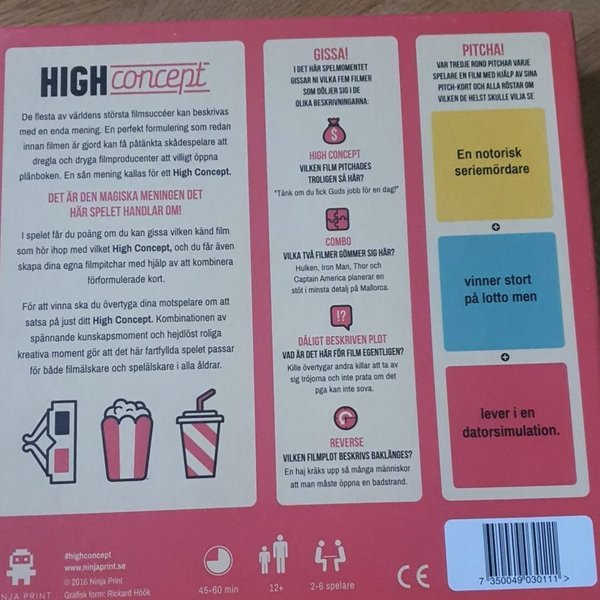 HIGH concept™
De flesta av världens största filmsuccéer kan beskrivas
med en enda mening. En perfekt formulering som redan
innan filmen är gjord kan få påtänkta skådespelare att
dregla och dryga filmproducenter att villigt öppna
plånboken. En sån mening kallas för ett High Concept.
DET ÄR DEN MAGISKA MENINGEN DET
HÄR SPELET HANDLAR OM!
I spelet får du poäng om du kan gissa vilken känd film
som hör ihop med vilket High Concept, och du får även
skapa dina egna filmpitchar med hjälp av att kombinera
förformulerade kort.
För att vinna ska du övertyga dina motspelare om att
satsa på just ditt High Concept. Kombinationen av
spännande kunskapsmoment och hejdlöst roliga
kreativa moment gör att det här fartfyllda spelet passar
för både filmälskare och spelälskare i alla åldrar.
GISSA!
I DET HÄR SPELMOMENTET
GISSAR NI VILKA FEM FILMER
SOM DÖLJER SIG I DE
OLIKA BESKRIVNINGARNA:
$
HIGH CONCEPT
VILKEN FILM PITCHADES
TROLIGEN SÅ HÄR?
"Tänk om du fick Guds jobb för en dag!"
COMBO
VILKA TVÅ FILMER GÖMMER SIG HÄR?
Hulken, Iron Man, Thor och
Captain America planerar en
stöt i minsta detalj på Mallorca.
!?
DÅLIGT BESKRIVEN PLOT
VAD ÄR DET HÄR FÖR FILM EGENTLIGEN?
Kille övertygar andra killar att ta av
sig tröjorna och inte prata om det
pga kan inte sova.
REVERSE
VILKEN FILMPLOT BESKRIVS BAKLÄNGES?
En haj kräks upp så många människor
att man måste öppna en badstrand.
PITCHA!
VAR TREDJE ROND PITCHAR VARJE
SPELARE EN FILM MED HJÄLP AV SINA
PITCH-KORT OCH ALLA RÖSTAR OM
VILKEN DE HELST SKULLE VILJA SE
En notorisk
seriemördare
+
vinner stort
på lotto men
+
lever i en
datorsimulation.
NINJA PRINT
#highconcept
www.ninjaprint.se
© 2016 Ninja Print
Grafisk form: Rickard Höök
45-60 min
12+
2-6 spelare
CE
7 350049 030111 >